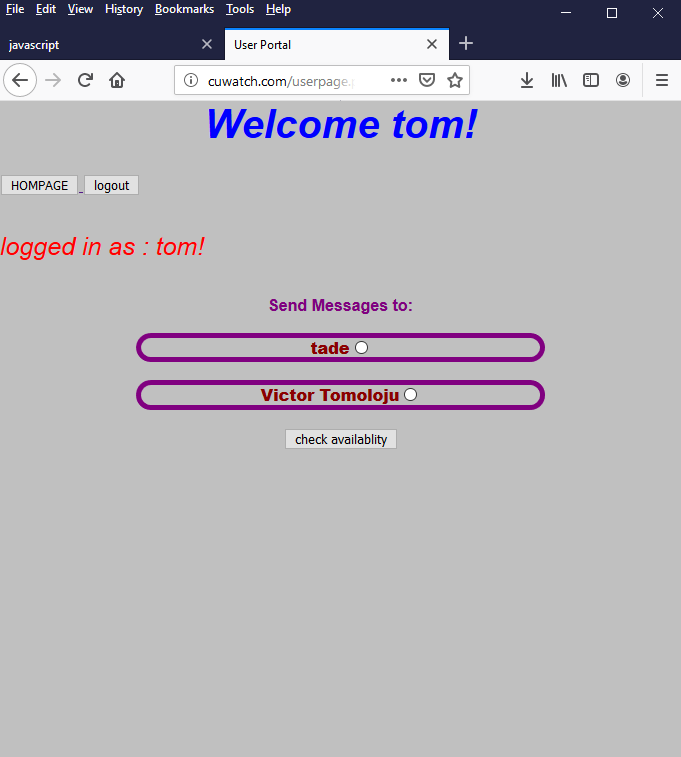 File Edit View History Bookmarks Tools Help
javascript
User Portal
cuwatch.com/userpage.p
Welcome tom!
HOMPAGE logout
logged in as : tom!
Send Messages to:
tade
Victor Tomoloju
check availablity